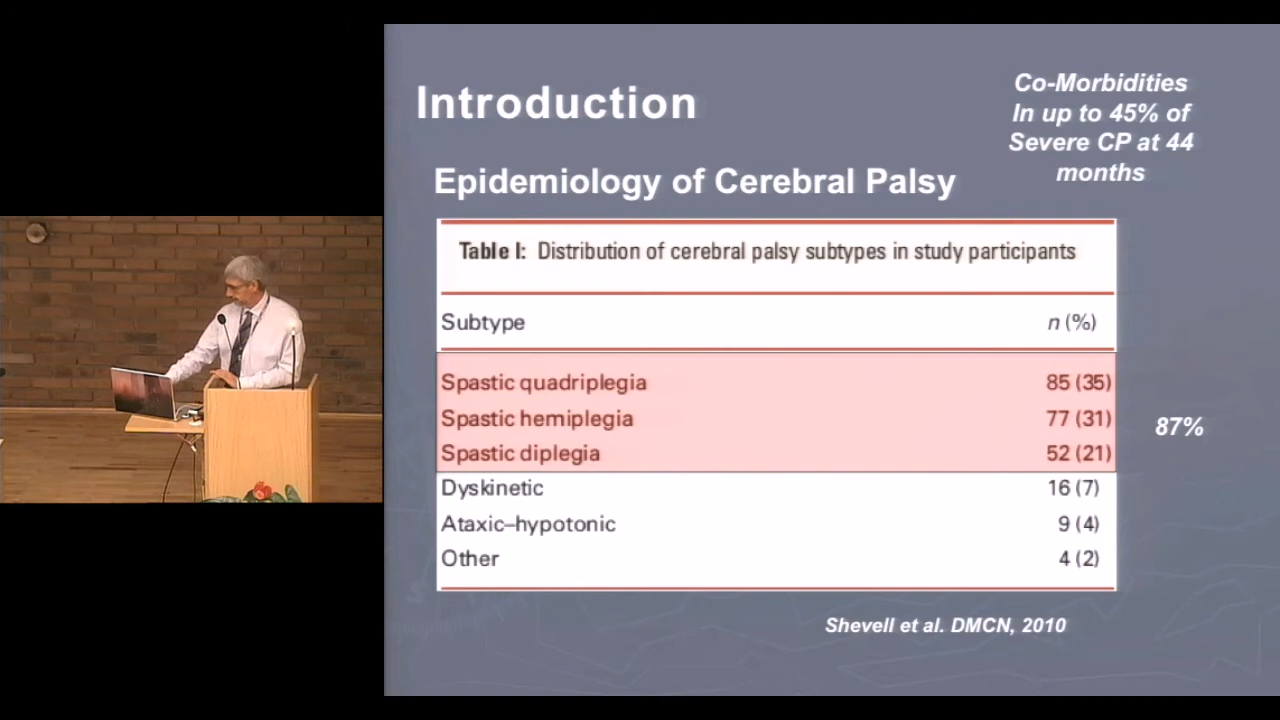 Introduction
Co-Morbidities
In up to 45% of
Severe CP at 44
months
Epidemiology of Cerebral Palsy
Table I: Distribution of cerebral palsy subtypes in study participants
Subtype n (%)
Spastic quadriplegia 85 (35)
Spastic hemiplegia 77 (31)
Spastic diplegia 52 (21)
87%
Dyskinetic 16 (7)
Ataxic–hypotonic 9 (4)
Other 4 (2)
Shevell et al. DMCN, 2010